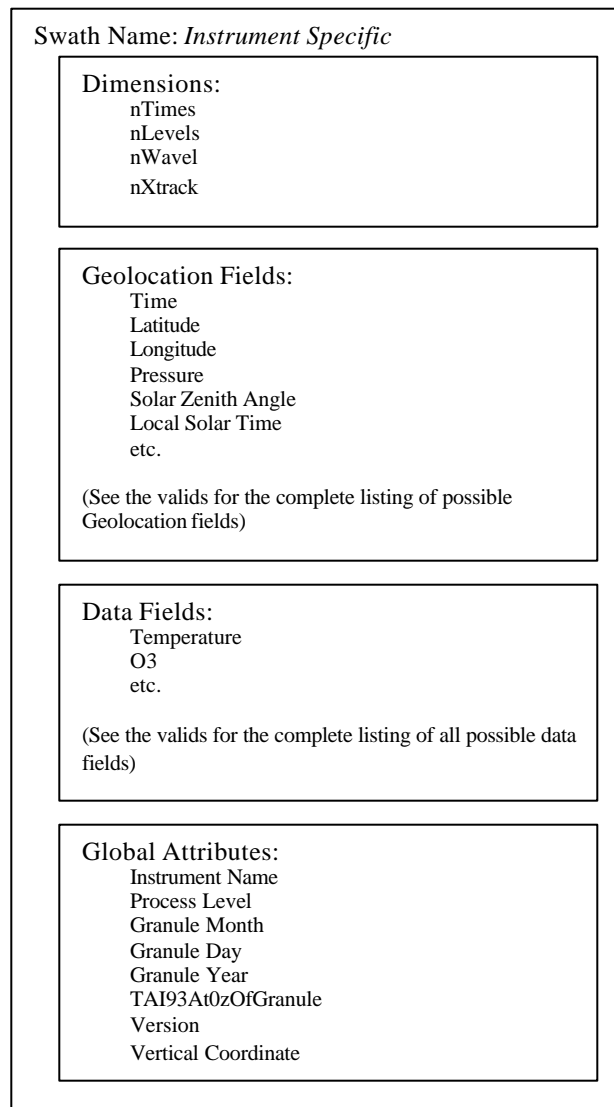 Swath Name: Instrument Specific
Dimensions:
nTimes
nLevels
nWavel
nXtrack
Geolocation Fields:
Time
Latitude
Longitude
Pressure
Solar Zenith Angle
Local Solar Time
etc.
(See the valids for the complete listing of possible
Geolocation fields)
Data Fields:
Temperature
O3
etc.
(See the valids for the complete listing of all possible data
fields)
Global Attributes:
Instrument Name
Process Level
Granule Month
Granule Day
Granule Year
TAI93At0zOfGranule
Version
Vertical Coordinate